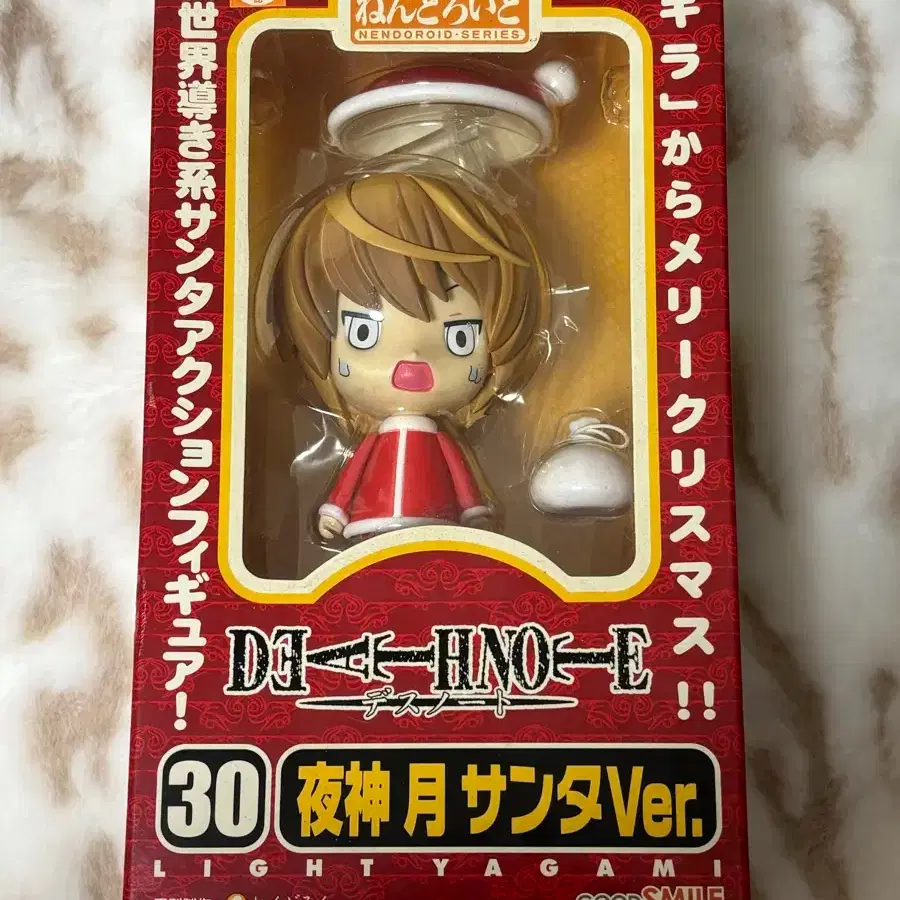 ねんどろいど
NENDOROID·SERIES
キラ」からメリークリスマス!!
世界導き系サンタアクションフィギュア!
DEATH NOTE
デスノート
30
夜神 月 サンタVer.
LIGHT YAGAMI
GOOD SMILE